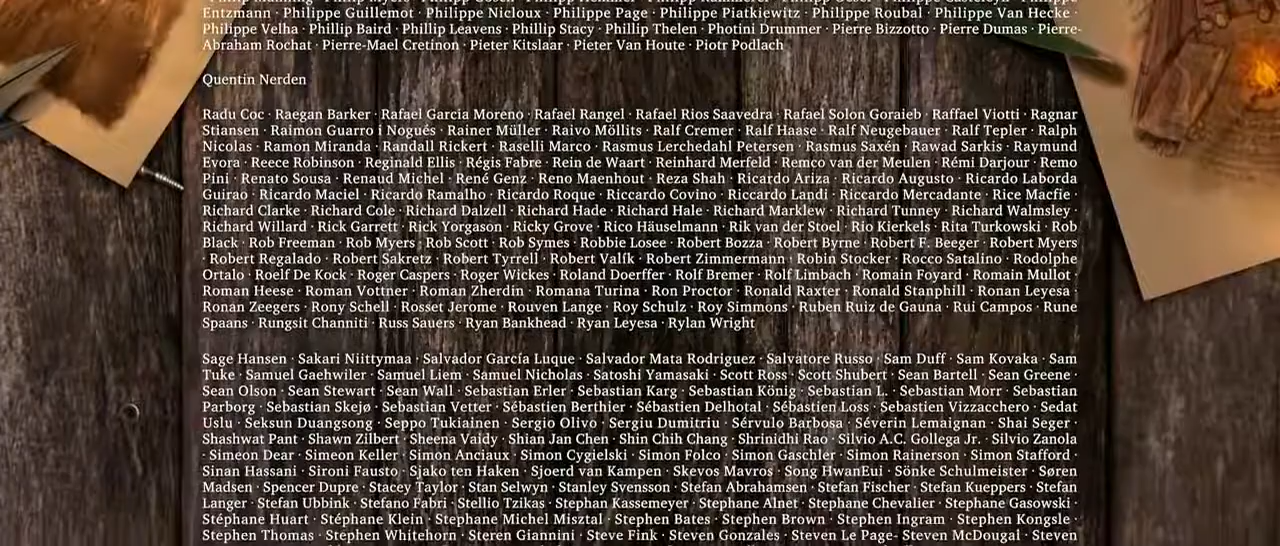 Entzmann · Philippe Guillemot · Philippe Nicloux · Philippe Page · Philippe Piatkiewitz · Philippe Roubal · Philippe Van Hecke ·
Philippe Velha · Phillip Baird · Phillip Leavens · Phillip Stacy · Phillip Thelen · Photini Drummer · Pierre Bizzotto · Pierre Dumas · Pierre-
Abraham Rochat · Pierre-Mael Cretinon · Pieter Kitslaar · Pieter Van Houte · Piotr Podlach
Quentin Nerden
Radu Coc · Raegan Barker · Rafael García Moreno · Rafael Rangel · Rafael Rios Saavedra · Rafael Solon Goraieb · Raffael Viotti · Ragnar
Stiansen · Raimon Guarro i Nogués · Rainer Müller · Raivo Möllits · Ralf Cremer · Ralf Haase · Ralf Neugebauer · Ralf Tepler · Ralph
Nicolas · Ramon Miranda · Randall Rickert · Raselli Marco · Rasmus Lerchedahl Petersen · Rasmus Saxén · Rawad Sarkis · Raymund
Evora · Reece Robinson · Reginald Ellis · Régis Fabre · Rein de Waart · Reinhard Merfeld · Remco van der Meulen · Rémi Darjour · Remo
Pini · Renato Sousa · Renaud Michel · René Genz · Reno Maenhout · Reza Shah · Ricardo Ariza · Ricardo Augusto · Ricardo Laborda
Guirao · Ricardo Maciel · Ricardo Ramalho · Ricardo Roque · Riccardo Covino · Riccardo Landi · Riccardo Mercadante · Rice Macfie ·
Richard Clarke · Richard Cole · Richard Dalzell · Richard Hade · Richard Hale · Richard Marklew · Richard Tunney · Richard Walmsley ·
Richard Willard · Rick Garrett · Rick Yorgason · Ricky Grove · Rico Häuselmann · Rik van der Stoel · Rio Kierkels · Rita Turkowski · Rob
Black · Rob Freeman · Rob Myers · Rob Scott · Rob Symes · Robbie Losee · Robert Bozza · Robert Byrne · Robert F. Beeger · Robert Myers
· Robert Regalado · Robert Sakretz · Robert Tyrrell · Robert Valík · Robert Zimmermann · Robin Stocker · Rocco Satalino · Rodolphe
Ortalo · Roelf De Kock · Roger Caspers · Roger Wickes · Roland Doerffer · Rolf Bremer · Rolf Limbach · Romain Foyard · Romain Mullot ·
Roman Heese · Roman Vottner · Roman Zherdin · Romana Turina · Ron Proctor · Ronald Raxter · Ronald Stanphill · Ronan Leyesa ·
Ronan Zeegers · Rony Schell · Rosset Jerome · Rouven Lange · Roy Schulz · Roy Simmons · Ruben Ruiz de Gauna · Rui Campos · Rune
Spaans · Rungsit Channiti · Russ Sauers · Ryan Bankhead · Ryan Leyesa · Rylan Wright
Sage Hansen · Sakari Niittymaa · Salvador García Luque · Salvador Mata Rodriguez · Salvatore Russo · Sam Duff · Sam Kovaka · Sam
Tuke · Samuel Gaehwiler · Samuel Liem · Samuel Nicholas · Satoshi Yamasaki · Scott Ross · Scott Shubert · Sean Bartell · Sean Greene ·
Sean Olson · Sean Stewart · Sean Wall · Sebastian Erler · Sebastian Karg · Sebastian König · Sebastian L. · Sebastian Morr · Sebastian
Parborg · Sebastian Skejø · Sebastian Vetter · Sébastien Berthier · Sébastien Delhotal · Sébastien Loss · Sebastien Vizzacchero · Sedat
Uslu · Seksun Duangsong · Seppo Tukiainen · Sergio Olivo · Sergiu Dumitriu · Sérvulo Barbosa · Séverin Lemaignan · Shai Seger ·
Shashwat Pant · Shawn Zilbert · Sheena Vaidy · Shian Jan Chen · Shin Chih Chang · Shrinidhi Rao · Silvio A.C. Gollega Jr. · Silvio Zanola
· Simeon Dear · Simeon Keller · Simon Anciaux · Simon Cygielski · Simon Folco · Simon Gaschler · Simon Rainerson · Simon Stafford ·
Sinan Hassani · Sironi Fausto · Sjako ten Haken · Sjoerd van Kampen · Skevos Mavros · Song HwanEui · Sönke Schulmeister · Søren
Madsen · Spencer Dupre · Stacey Taylor · Stan Selwyn · Stanley Svensson · Stefan Abrahamsen · Stefan Fischer · Stefan Kueppers · Stefan
Langer · Stefan Ubbink · Stefano Fabri · Stellio Tzikas · Stephan Kassemeyer · Stephane Alnet · Stephane Chevalier · Stephane Gasowski ·
Stéphane Huart · Stéphane Klein · Stephane Michel Misztal · Stephen Bates · Stephen Brown · Stephen Ingram · Stephen Kongsle ·
Stephen Thomas · Stephen Whitehorn · Steren Giannini · Steve Fink · Steven Gonzales · Steven Le Page- Steven McDougal · Steven